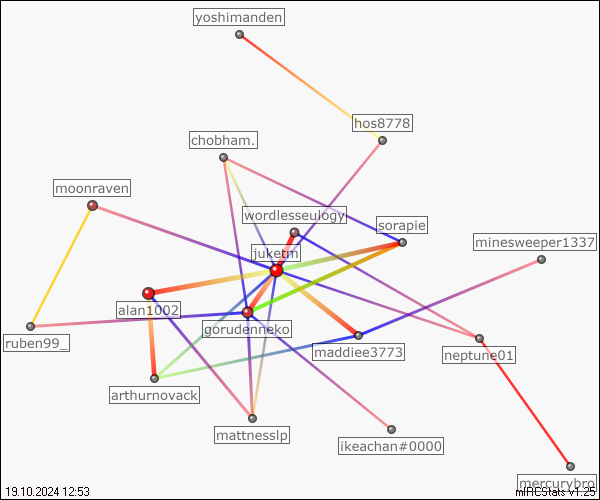 yoshimanden
hos8778
chobham.
moonraven
wordlesseulogy
sorapie
minesweeper1337
juketm
alan1002
gorudenneko
ruben99_
maddiee3773
neptune01
arthurnovack
mattnesslp
ikeachan#0000
mercurybro
19.10.2024 12:53
mIRCStats v1.25